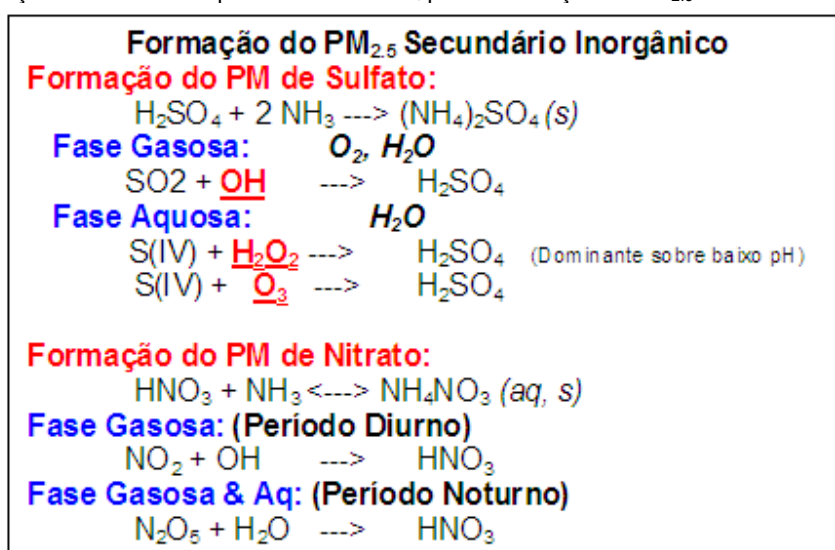 Formação do PM₂.₅ Secundário Inorgânico
Formação do PM de Sulfato:
H₂SO₄ + 2 NH₃ ---> (NH₄)₂SO₄ (s)
Fase Gasosa: O₂, H₂O
SO2 + OH ---> H₂SO₄
Fase Aquosa: H₂O
S(IV) + H₂O₂ ---> H₂SO₄ (Dominante sobre baixo pH)
S(IV) + O₃ ---> H₂SO₄
Formação do PM de Nitrato:
HNO₃ + NH₃ <---> NH₄NO₃ (aq, s)
Fase Gasosa: (Período Diurno)
NO₂ + OH ---> HNO₃
Fase Gasosa & Aq: (Período Noturno)
N₂O₅ + H₂O ---> HNO₃